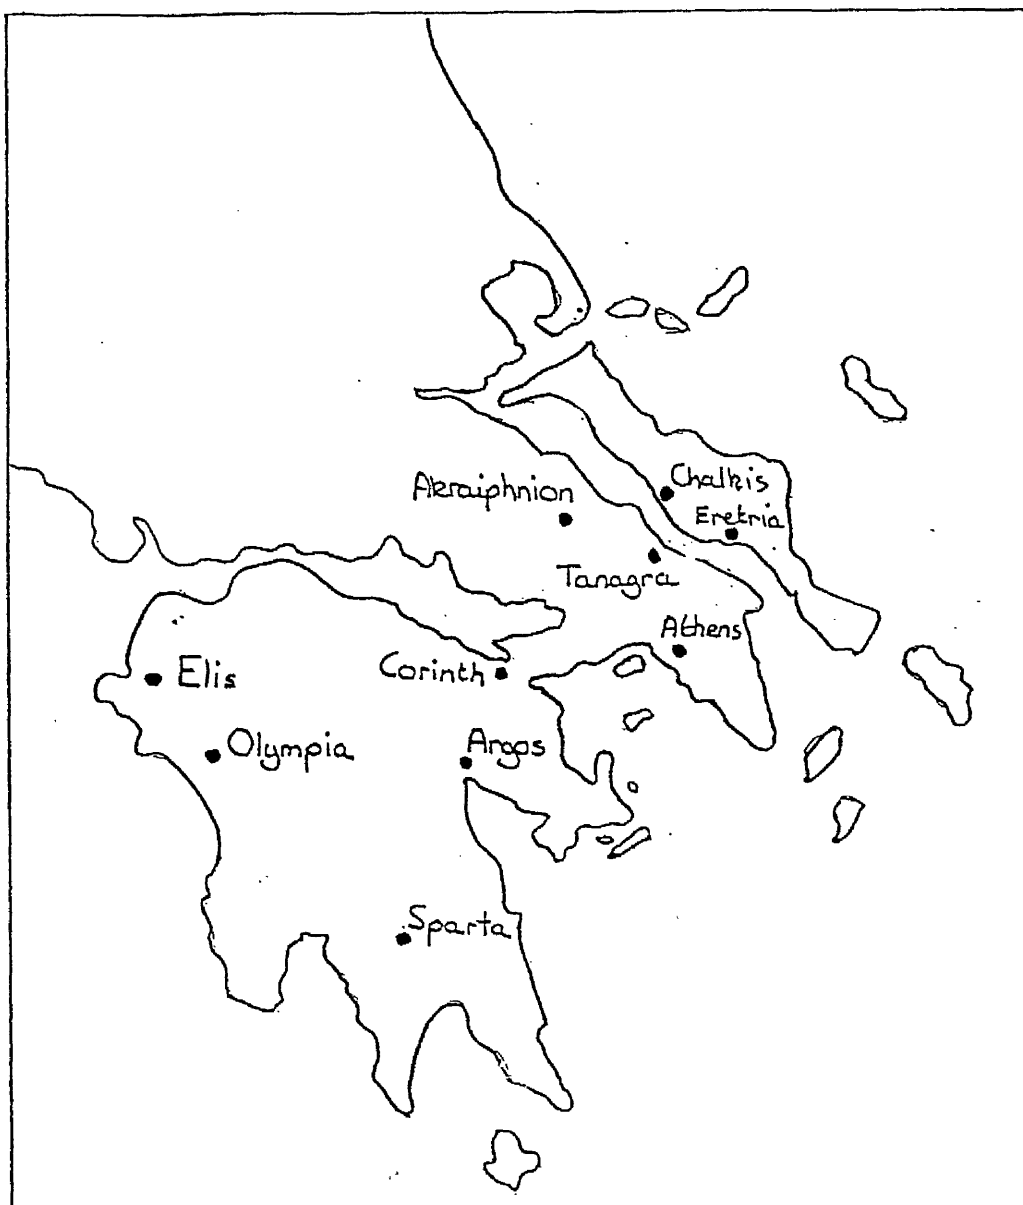 Chalkis
Akraiphnion
Eretria
Tanagra
Athens
Corinth
Elis
Olympia
Argos
Sparta